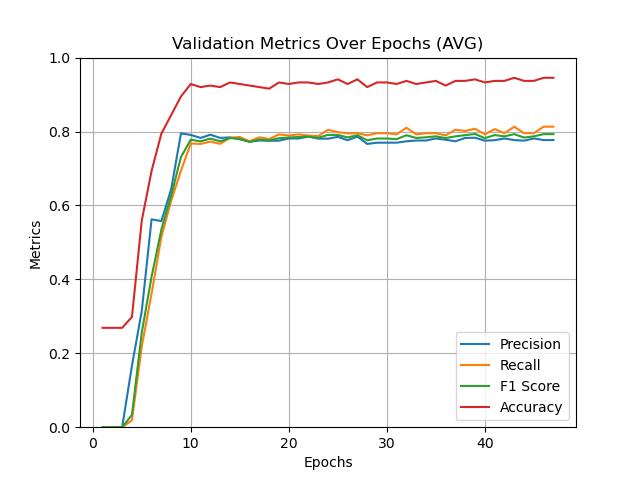 Validation Metrics Over Epochs (AVG)
1.0
0.8
0.6
0.4
0.2
0.0
Metrics
0
10
20
30
40
Epochs
Precision
Recall
F1 Score
Accuracy